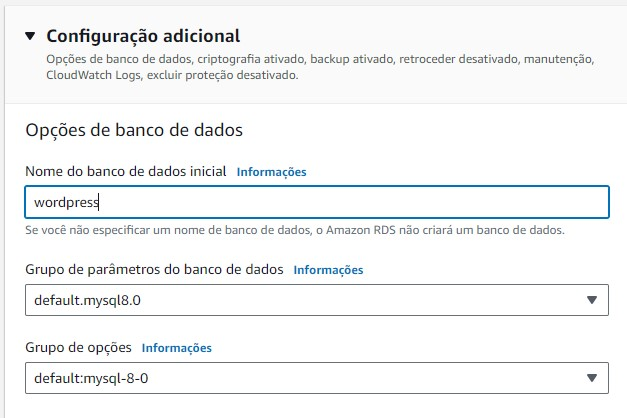 Configuração adicional
Opções de banco de dados, criptografia ativado, backup ativado, retroceder desativado, manutenção,
CloudWatch Logs, excluir proteção desativado.
Opções de banco de dados
Nome do banco de dados inicial Informações
wordpress
Se você não especificar um nome de banco de dados, o Amazon RDS não criará um banco de dados.
Grupo de parâmetros do banco de dados Informações
default.mysql8.0
Grupo de opções Informações
default:mysql-8-0